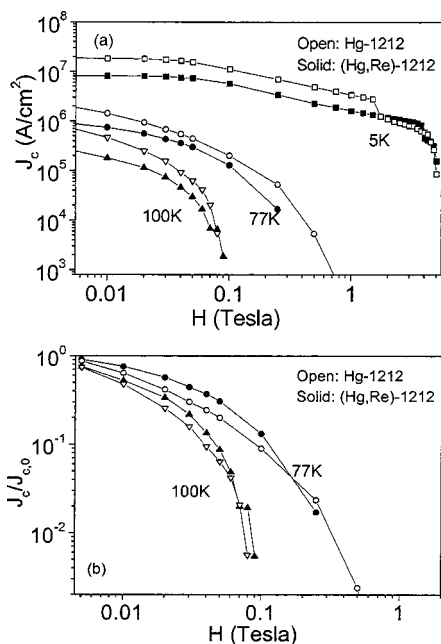 (a)
Open: Hg-1212
Solid: (Hg,Re)-1212
10^8
10^7
10^6
10^5
10^4
10^3
J_c (A/cm^2)
5K
77K
100K
0.01
0.1
1
H (Tesla)
10^0
10^-1
10^-2
J_c/J_c,0
Open: Hg-1212
Solid: (Hg,Re)-1212
77K
100K
(b)
0.01
0.1
1
H (Tesla)